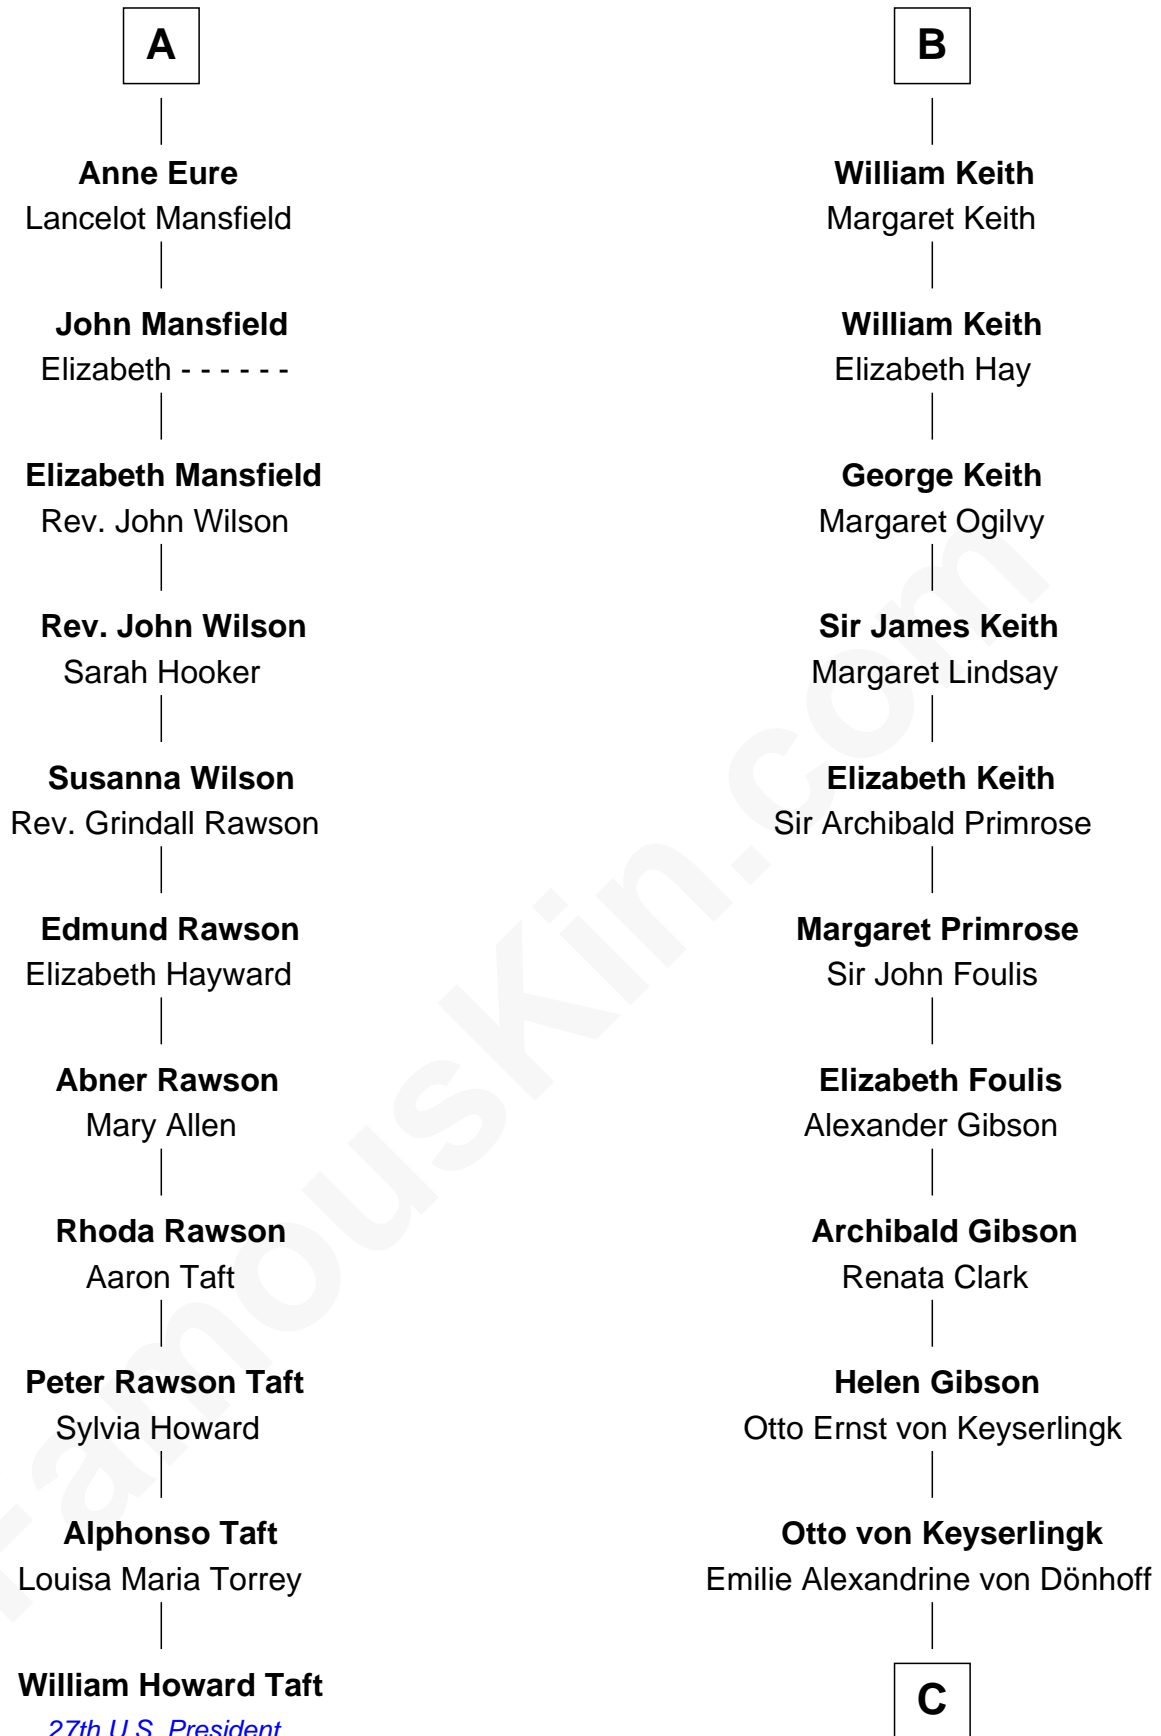 A
Anne Eure
Lancelot Mansfield
John Mansfield
Elizabeth - - - - - -
Elizabeth Mansfield
Rev. John Wilson
Rev. John Wilson
Sarah Hooker
Susanna Wilson
Rev. Grindall Rawson
Edmund Rawson
Elizabeth Hayward
Abner Rawson
Mary Allen
Rhoda Rawson
Aaron Taft
Peter Rawson Taft
Sylvia Howard
Alphonso Taft
Louisa Maria Torrey
William Howard Taft
27th U.S. President
B
William Keith
Margaret Keith
William Keith
Elizabeth Hay
George Keith
Margaret Ogilvy
Sir James Keith
Margaret Lindsay
Elizabeth Keith
Sir Archibald Primrose
Margaret Primrose
Sir John Foulis
Elizabeth Foulis
Alexander Gibson
Archibald Gibson
Renata Clark
Helen Gibson
Otto Ernst von Keyserlingk
Otto von Keyserlingk
Emilie Alexandrine von Dönhoff
C
FamousKin.com